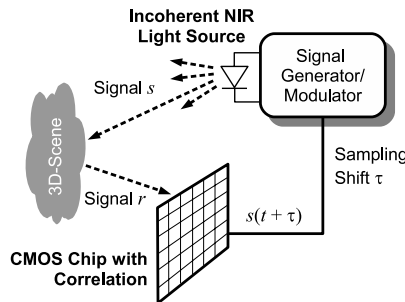 Incoherent NIR
Light Source
Signal
Generator/
Modulator
Signal s
3D-Scene
Sampling
Shift τ
Signal r
s(t + τ)
CMOS Chip with
Correlation